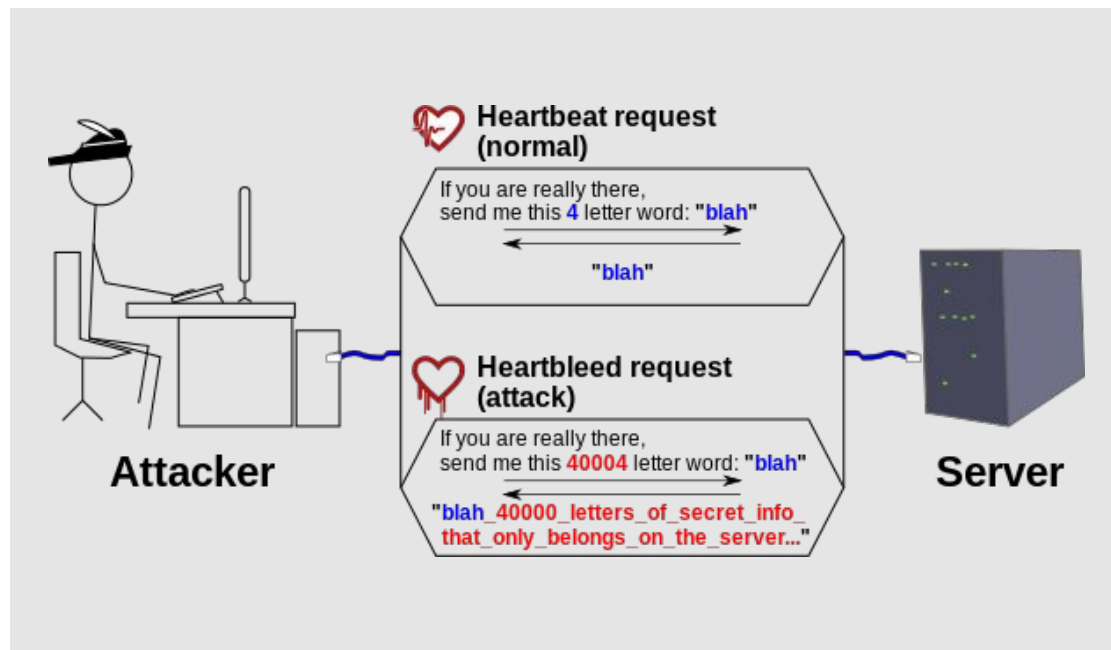 Heartbeat request
(normal)
If you are really there,
send me this 4 letter word: "blah"
"blah"
Heartbleed request
(attack)
If you are really there,
send me this 40004 letter word: "blah"
"blah_40000_letters_of_secret_info_
that_only_belongs_on_the_server..."
Attacker
Server